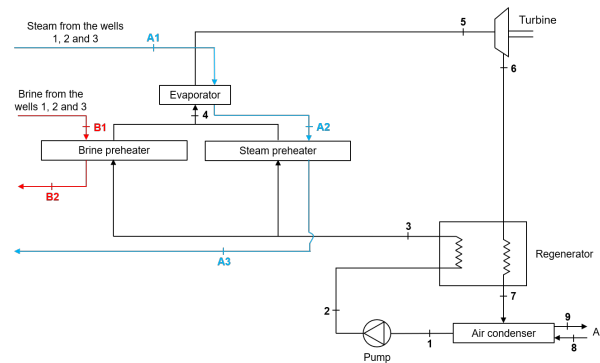 Steam from the wells
1, 2 and 3
A1
5
Turbine
6
Evaporator
4
A2
Brine from the
wells 1, 2 and 3
B1
Brine preheater
Steam preheater
B2
3
A3
Regenerator
7
2
1
9
Air condenser
A
8
Pump